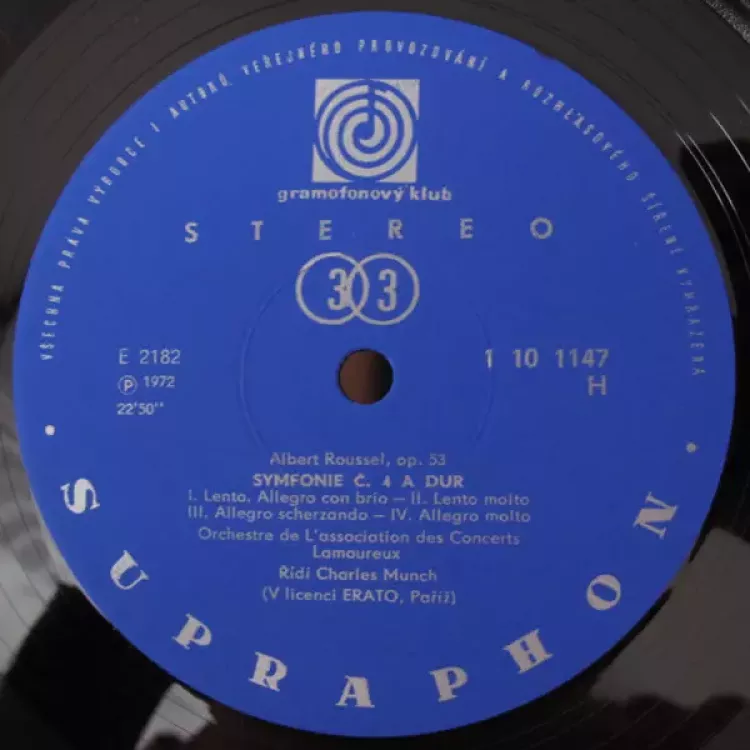 VŠECHNA PRÁVA VÝROBCE I AUTORŮ VEŘEJNÉHO PROVOZOVÁNÍ A ROZHLASOVÉHO ŠÍŘENÍ VYHRAZENA
gramofonový klub
STEREO
33
E 2182
1 10 1147
Ⓟ 1972
H
22'50''
Albert Roussel, op. 53
SYMFONIE Č. 4 A DUR
I. Lento. Allegro con brio – II. Lento molto
III. Allegro scherzando – IV. Allegro molto
Orchestre de L'association des Concerts
Lamoureux
Řídí Charles Munch
(V licenci ERATO, Paříž)
• SUPRAPHON •